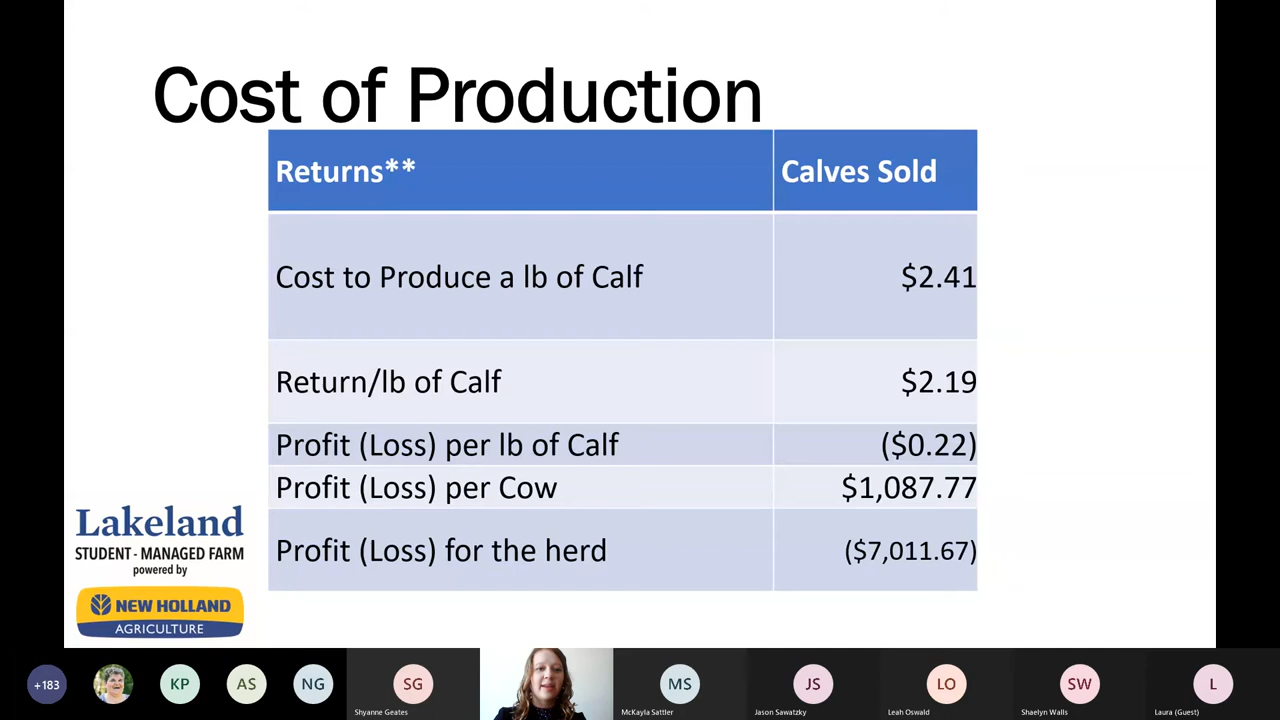 Cost of Production
Returns** Calves Sold
Cost to Produce a lb of Calf $2.41
Return/lb of Calf $2.19
Profit (Loss) per lb of Calf ($0.22)
Profit (Loss) per Cow $1,087.77
Profit (Loss) for the herd ($7,011.67)
Lakeland
STUDENT - MANAGED FARM
powered by
NEW HOLLAND
AGRICULTURE
+183 KP AS NG SG MS JS LO SW L
Shyanne Geates McKayla Sattler Jason Sawatzky Leah Oswald Shaelyn Walls Laura (Guest)